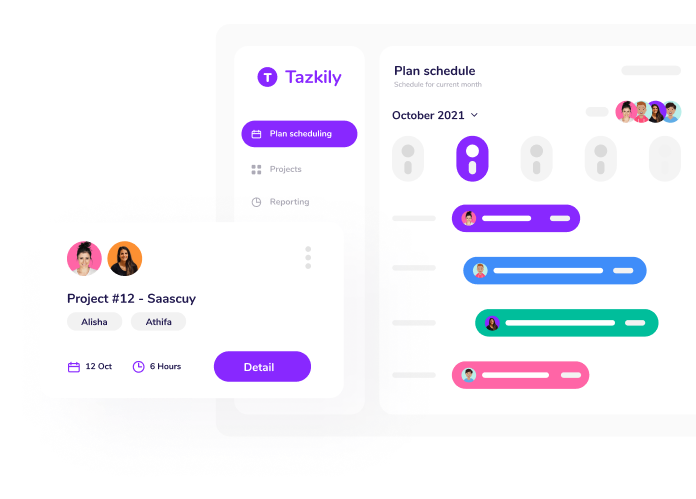 Tazkily
Plan scheduling
Projects
Reporting
Plan schedule
Schedule for current month
October 2021
Project #12 - Saascuy
Alisha
Athifa
12 Oct
6 Hours
Detail